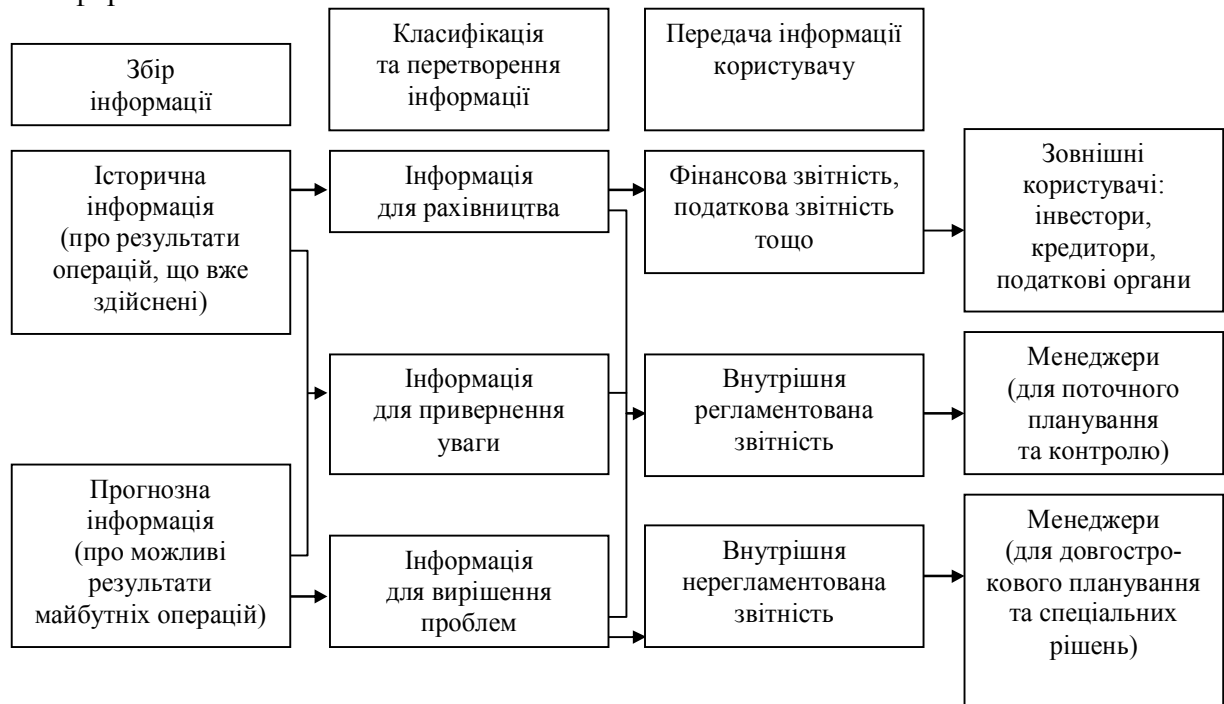 Збір
інформації
Класифікація
та перетворення
інформації
Передача інформації
користувачу
Історична
інформація
(про результати
операцій, що вже
здійснені)
Інформація
для рахівництва
Фінансова звітність,
податкова звітність
тощо
Зовнішні
користувачі:
інвестори,
кредитори,
податкові органи
Інформація
для привернення
уваги
Внутрішня
регламентована
звітність
Менеджери
(для поточного
планування
та контролю)
Прогнозна
інформація
(про можливі
результати
майбутніх операцій)
Інформація
для вирішення
проблем
Внутрішня
нерегламентована
звітність
Менеджери
(для довгостро-
кового планування
та спеціальних
рішень)